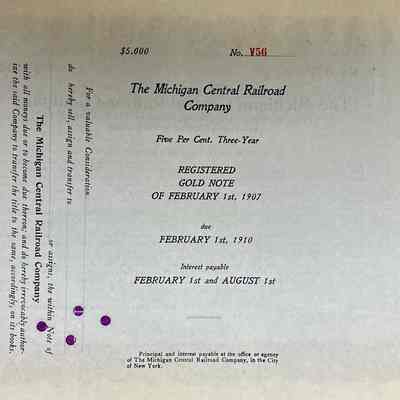 $5,000 No. V56
The Michigan Central Railroad
Company
Five Per Cent. Three-Year
REGISTERED
GOLD NOTE
OF FEBRUARY 1st, 1907
due
FEBRUARY 1st, 1910
Interest payable
FEBRUARY 1st and AUGUST 1st
Principal and interest payable at the office or agency
of The Michigan Central Railroad Company, in the City
of New York.
For a valuable Consideration
do hereby sell, assign and transfer to
or assigns, the within Note of
The Michigan Central Railroad Company
with all moneys due or to become due thereon; and do hereby irrevocably author-
ize the said Company to transfer the title to the same, accordingly, on its books.